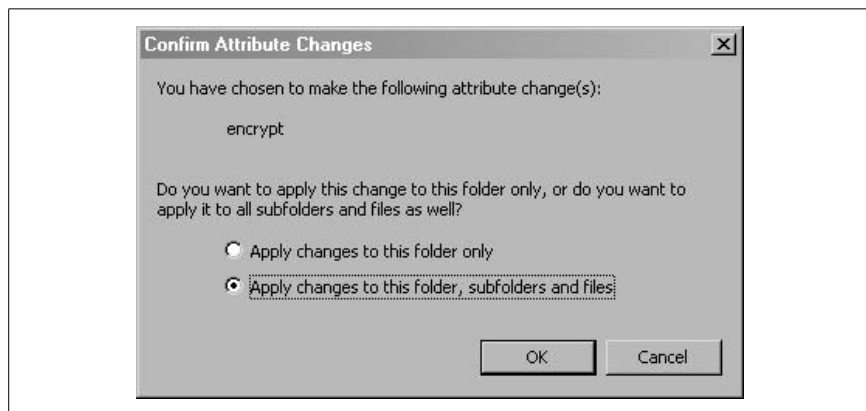 Confirm Attribute Changes
You have chosen to make the following attribute change(s):
encrypt
Do you want to apply this change to this folder only, or do you want to
apply it to all subfolders and files as well?
Apply changes to this folder only
Apply changes to this folder, subfolders and files
OK
Cancel